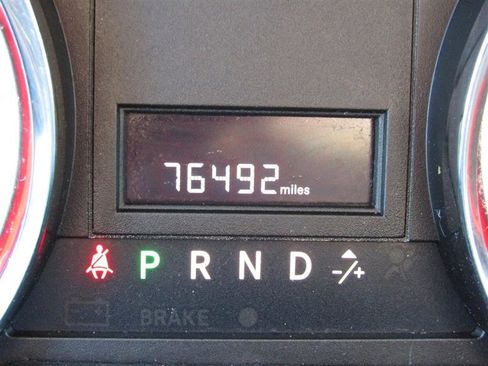 76492 miles
P R N D -/+
BRAKE